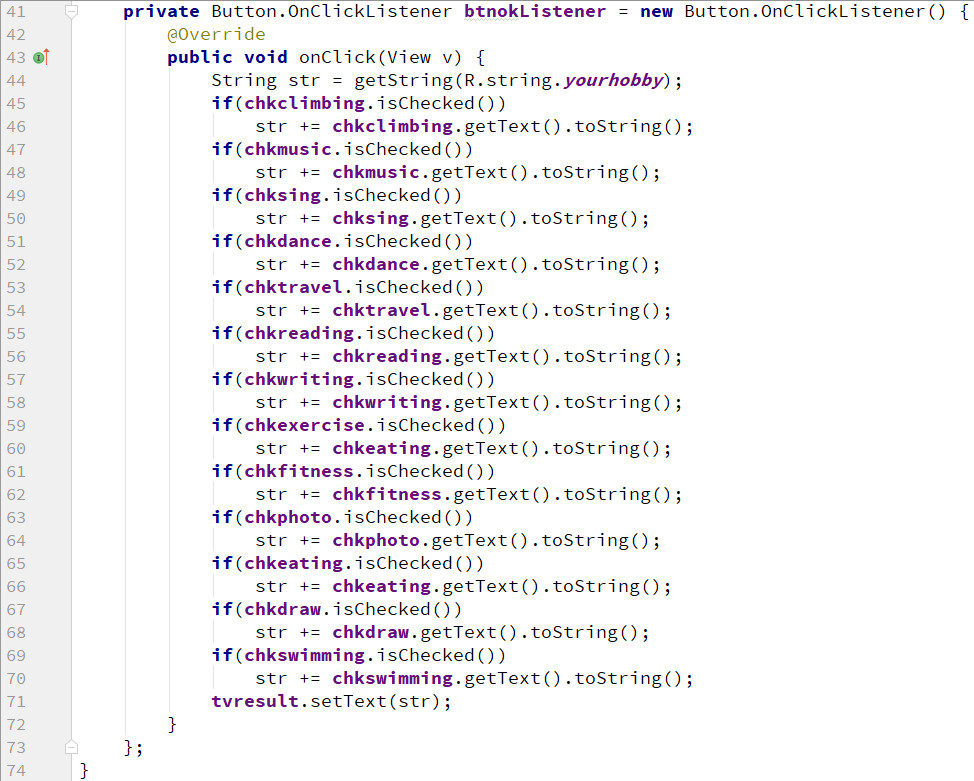 41 private Button.OnClickListener btnokListener = new Button.OnClickListener() {
42 @Override
43 public void onClick(View v) {
44 String str = getString(R.string.yourhobby);
45 if(chkclimbing.isChecked())
46 str += chkclimbing.getText().toString();
47 if(chkmusic.isChecked())
48 str += chkmusic.getText().toString();
49 if(chksing.isChecked())
50 str += chksing.getText().toString();
51 if(chkdance.isChecked())
52 str += chkdance.getText().toString();
53 if(chktravel.isChecked())
54 str += chktravel.getText().toString();
55 if(chkreading.isChecked())
56 str += chkreading.getText().toString();
57 if(chkwriting.isChecked())
58 str += chkwriting.getText().toString();
59 if(chkexercise.isChecked())
60 str += chkeating.getText().toString();
61 if(chkfitness.isChecked())
62 str += chkfitness.getText().toString();
63 if(chkphoto.isChecked())
64 str += chkphoto.getText().toString();
65 if(chkeating.isChecked())
66 str += chkeating.getText().toString();
67 if(chkdraw.isChecked())
68 str += chkdraw.getText().toString();
69 if(chkswimming.isChecked())
70 str += chkswimming.getText().toString();
71 tvresult.setText(str);
72 }
73 };
74 }